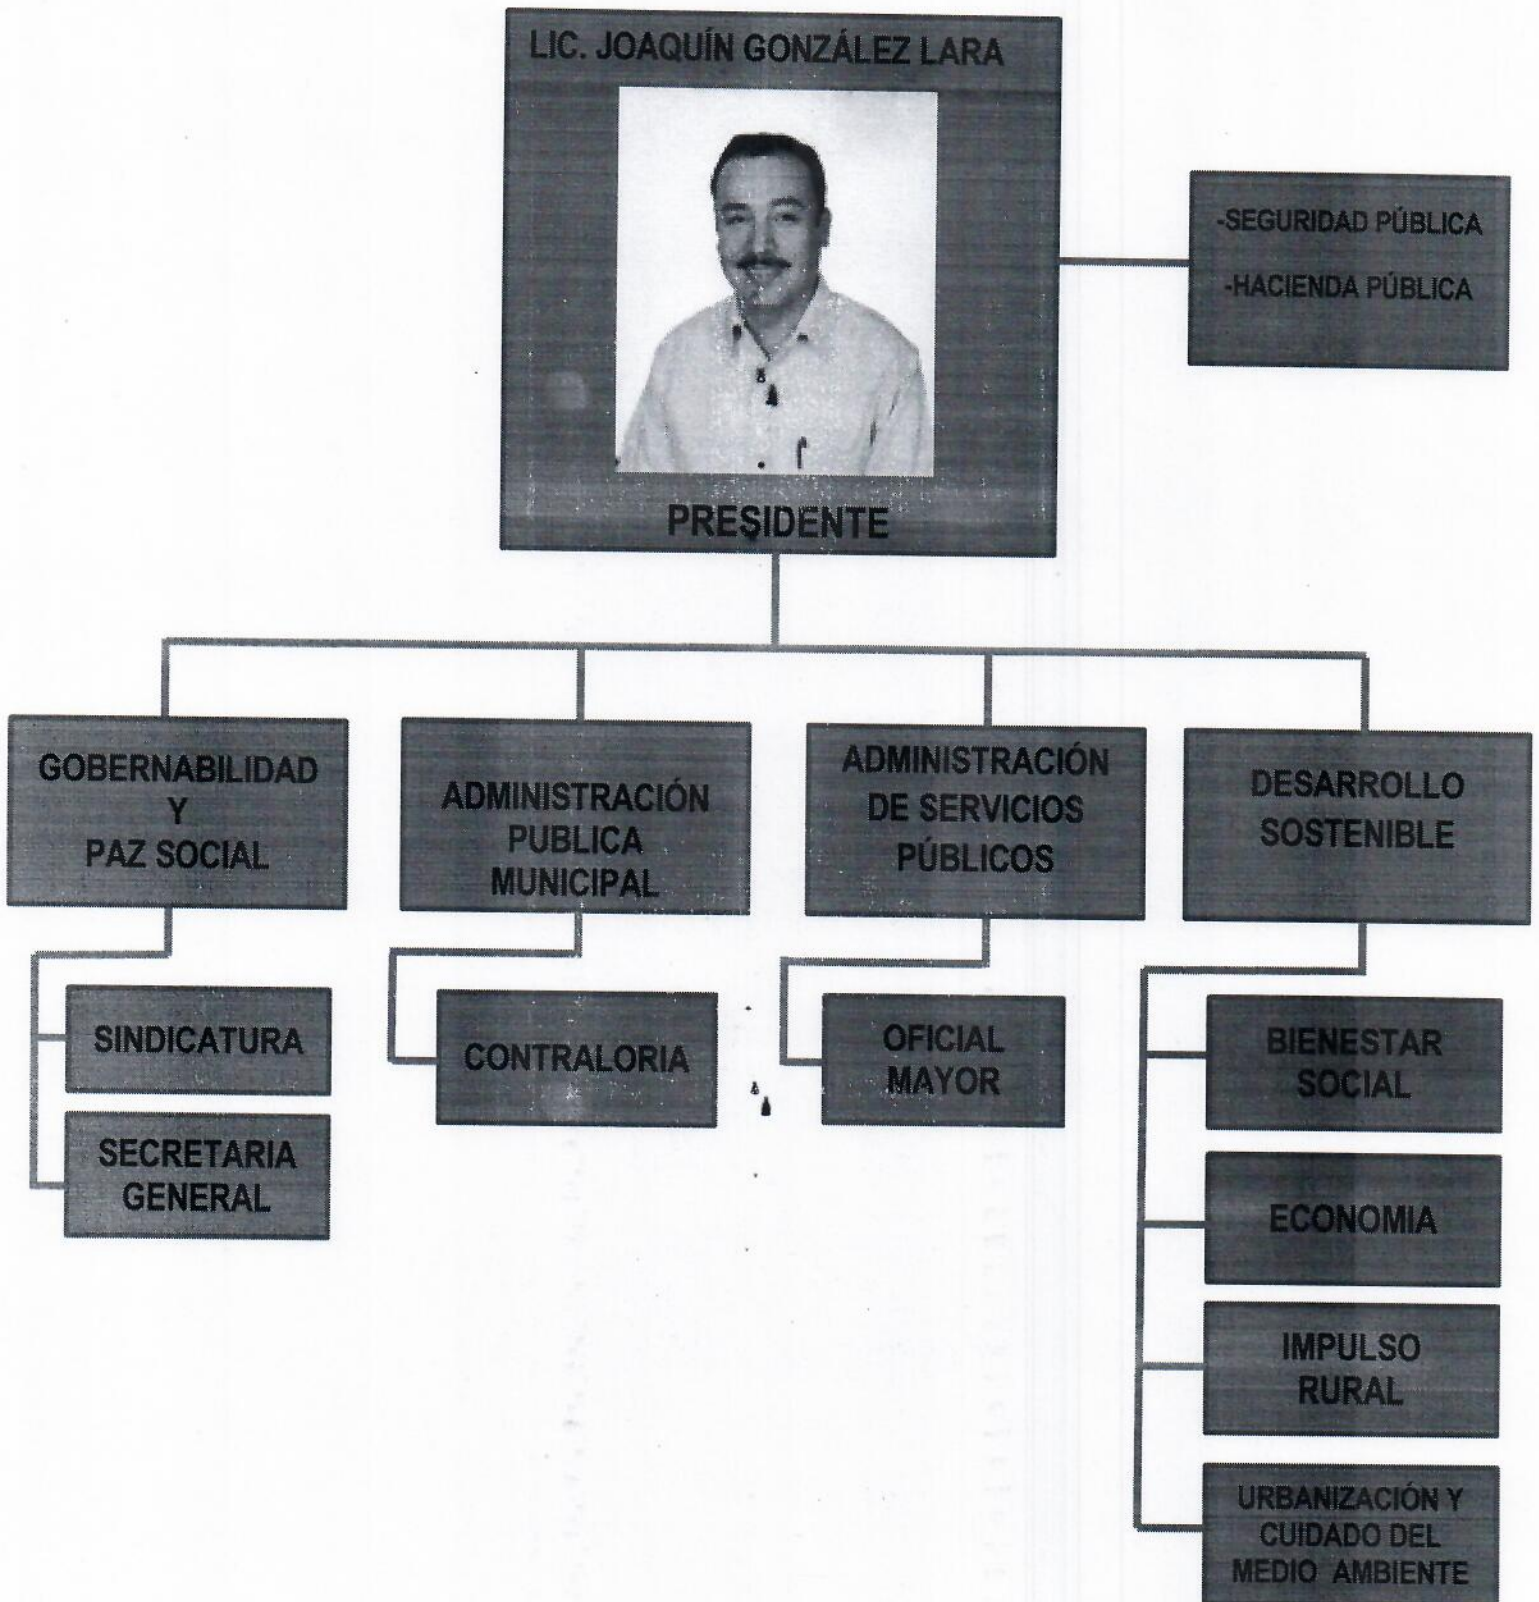 LIC. JOAQUÍN GONZÁLEZ LARA
PRESIDENTE
-SEGURIDAD PÚBLICA
-HACIENDA PÚBLICA
GOBERNABILIDAD
Y
PAZ SOCIAL
SINDICATURA
SECRETARIA
GENERAL
ADMINISTRACIÓN
PUBLICA
MUNICIPAL
CONTRALORIA
ADMINISTRACIÓN
DE SERVICIOS
PÚBLICOS
OFICIAL
MAYOR
DESARROLLO
SOSTENIBLE
BIENESTAR
SOCIAL
ECONOMIA
IMPULSO
RURAL
URBANIZACIÓN Y
CUIDADO DEL
MEDIO AMBIENTE